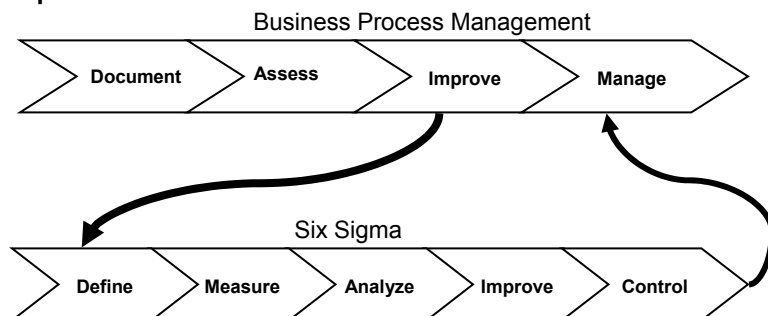 Business Process Management
Document Assess Improve Manage
Six Sigma
Define Measure Analyze Improve Control